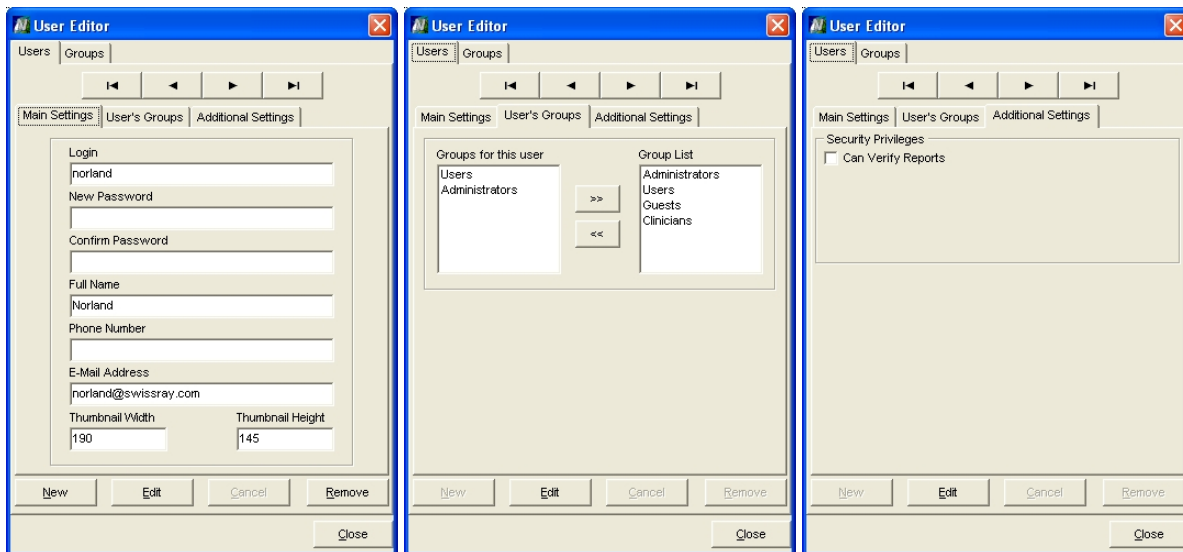 User Editor
Users Groups
Main Settings User's Groups Additional Settings
Login
norland
New Password
Confirm Password
Full Name
Norland
Phone Number
E-Mail Address
norland@swissray.com
Thumbnail Width Thumbnail Height
190 145
New Edit Cancel Remove
Close
User Editor
Users Groups
Main Settings User's Groups Additional Settings
Groups for this user Group List
Users Administrators
Administrators Users
>> Guests
Clinicians
<<
New Edit Cancel Remove
Close
User Editor
Users Groups
Main Settings User's Groups Additional Settings
Security Privileges
Can Verify Reports
New Edit Cancel Remove
Close